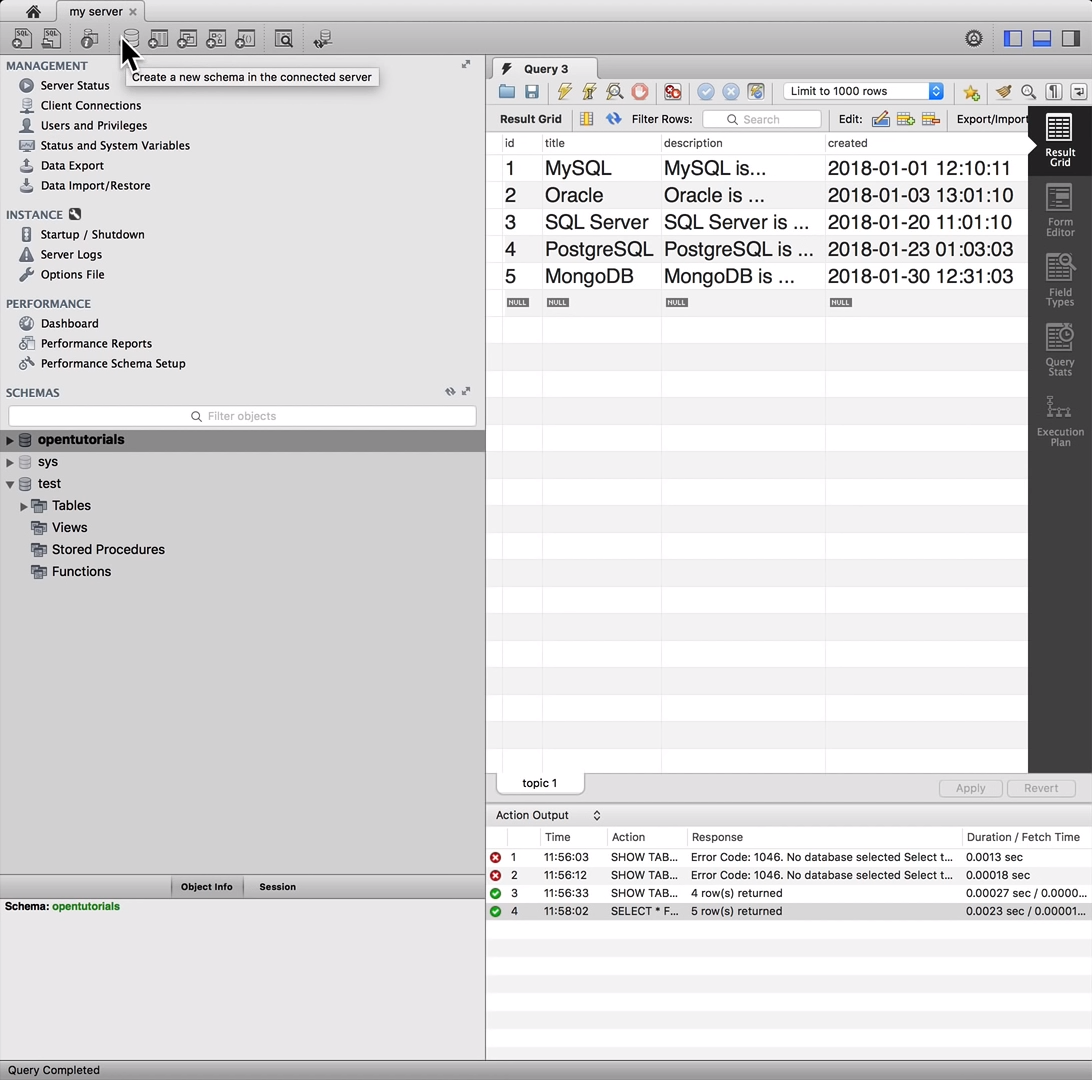 my server
Create a new schema in the connected server
MANAGEMENT
Server Status
Client Connections
Users and Privileges
Status and System Variables
Data Export
Data Import/Restore
INSTANCE
Startup / Shutdown
Server Logs
Options File
PERFORMANCE
Dashboard
Performance Reports
Performance Schema Setup
SCHEMAS
Filter objects
opentutorials
sys
test
Tables
Views
Stored Procedures
Functions
Object Info Session
Schema: opentutorials
Query 3
Limit to 1000 rows
Result Grid Filter Rows: Search Edit: Export/Import
id title description created
1 MySQL MySQL is... 2018-01-01 12:10:11
2 Oracle Oracle is ... 2018-01-03 13:01:10
3 SQL Server SQL Server is ... 2018-01-20 11:01:10
4 PostgreSQL PostgreSQL is ... 2018-01-23 01:03:03
5 MongoDB MongoDB is ... 2018-01-30 12:31:03
NULL NULL NULL NULL
Result
Grid
Form
Editor
Field
Types
Query
Stats
Execution
Plan
topic 1
Apply Revert
Action Output
Time Action Response Duration / Fetch Time
1 11:56:03 SHOW TAB... Error Code: 1046. No database selected Select t... 0.0013 sec
2 11:56:12 SHOW TAB... Error Code: 1046. No database selected Select t... 0.00018 sec
3 11:56:33 SHOW TAB... 4 row(s) returned 0.00027 sec / 0.0000...
4 11:58:02 SELECT * F... 5 row(s) returned 0.0023 sec / 0.00001...
Query Completed